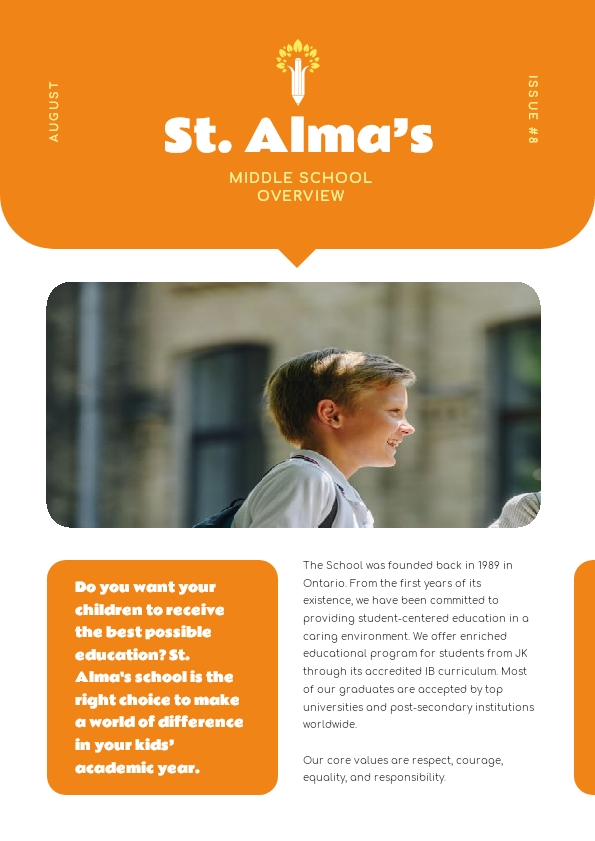 AUGUST
ISSUE #8
St. Alma's
MIDDLE SCHOOL
OVERVIEW
Do you want your
children to receive
the best possible
education? St.
Alma's school is the
right choice to make
a world of difference
in your kids’
academic year.
The School was founded back in 1989 in
Ontario. From the first years of its
existence, we have been committed to
providing student-centered education in a
caring environment. We offer enriched
educational program for students from JK
through its accredited IB curriculum. Most
of our graduates are accepted by top
universities and post-secondary institutions
worldwide.
Our core values are respect, courage,
equality, and responsibility.